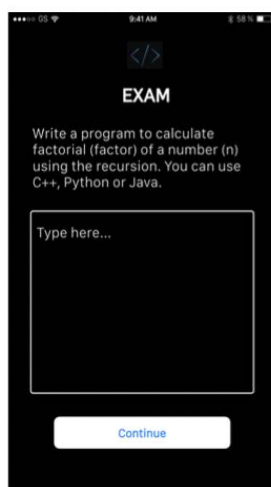 GS 9:41 AM 58 %
</>
EXAM
Write a program to calculate
factorial (factor) of a number (n)
using the recursion. You can use
C++, Python or Java.
Type here...
Continue